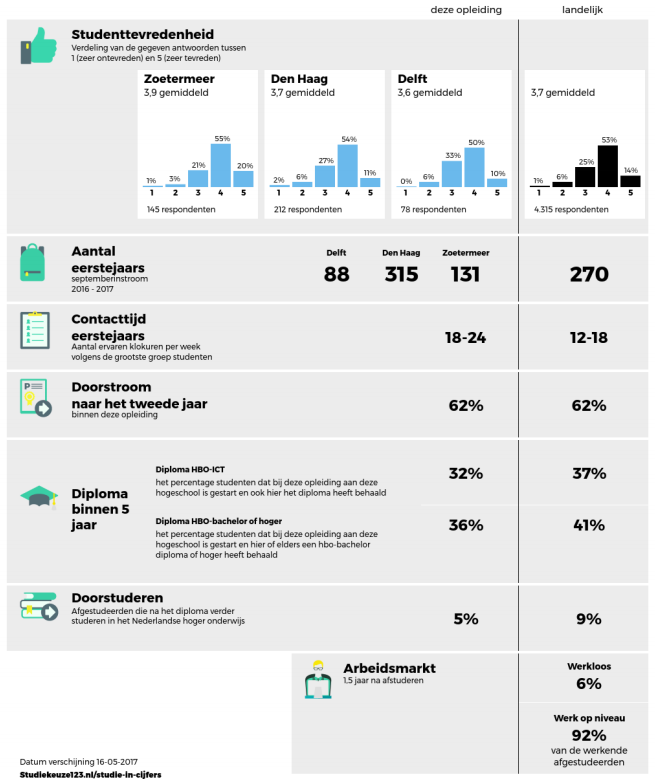 deze opleiding
landelijk
Studenttevredenheid
Verdeling van de gegeven antwoorden tussen
1 (zeer ontevreden) en 5 (zeer tevreden)
Zoetermeer
3,9 gemiddeld
1% 3% 21% 55% 20%
1 2 3 4 5
145 respondenten
Den Haag
3,7 gemiddeld
2% 6% 27% 54% 11%
1 2 3 4 5
212 respondenten
Delft
3,6 gemiddeld
0% 6% 33% 50% 10%
1 2 3 4 5
78 respondenten
3,7 gemiddeld
1% 6% 25% 53% 14%
1 2 3 4 5
4.315 respondenten
Aantal
eerstejaars
septemberinstroom
2016 - 2017
Delft Den Haag Zoetermeer
88 315 131 270
Contacttijd
eerstejaars
Aantal ervaren klokuren per week
volgens de grootste groep studenten
18-24 12-18
Doorstroom
naar het tweede jaar
binnen deze opleiding
62% 62%
Diploma
binnen 5
jaar
Diploma HBO-ICT
het percentage studenten dat bij deze opleiding aan deze
hogeschool is gestart en ook hier het diploma heeft behaald
32% 37%
Diploma HBO-bachelor of hoger
het percentage studenten dat bij deze opleiding aan deze
hogeschool is gestart en hier of elders een hbo-bachelor
diploma of hoger heeft behaald
36% 41%
Doorstuderen
Afgestudeerden die na het diploma verder
studeren in het Nederlandse hoger onderwijs
5% 9%
Arbeidsmarkt
1,5 jaar na afstuderen
Werkloos
6%
Werk op niveau
92%
van de werkende
afgestudeerden
Datum verschijning 16-05-2017
Studiekeuze123.nl/studie-in-cijfers